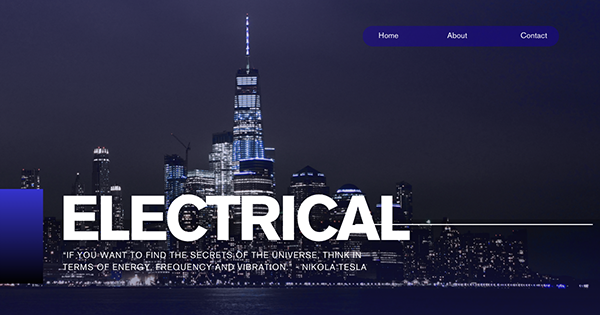 Home About Contact
ELECTRICAL
"IF YOU WANT TO FIND THE SECRETS OF THE UNIVERSE, THINK IN
TERMS OF ENERGY, FREQUENCY AND VIBRATION." - NIKOLA TESLA